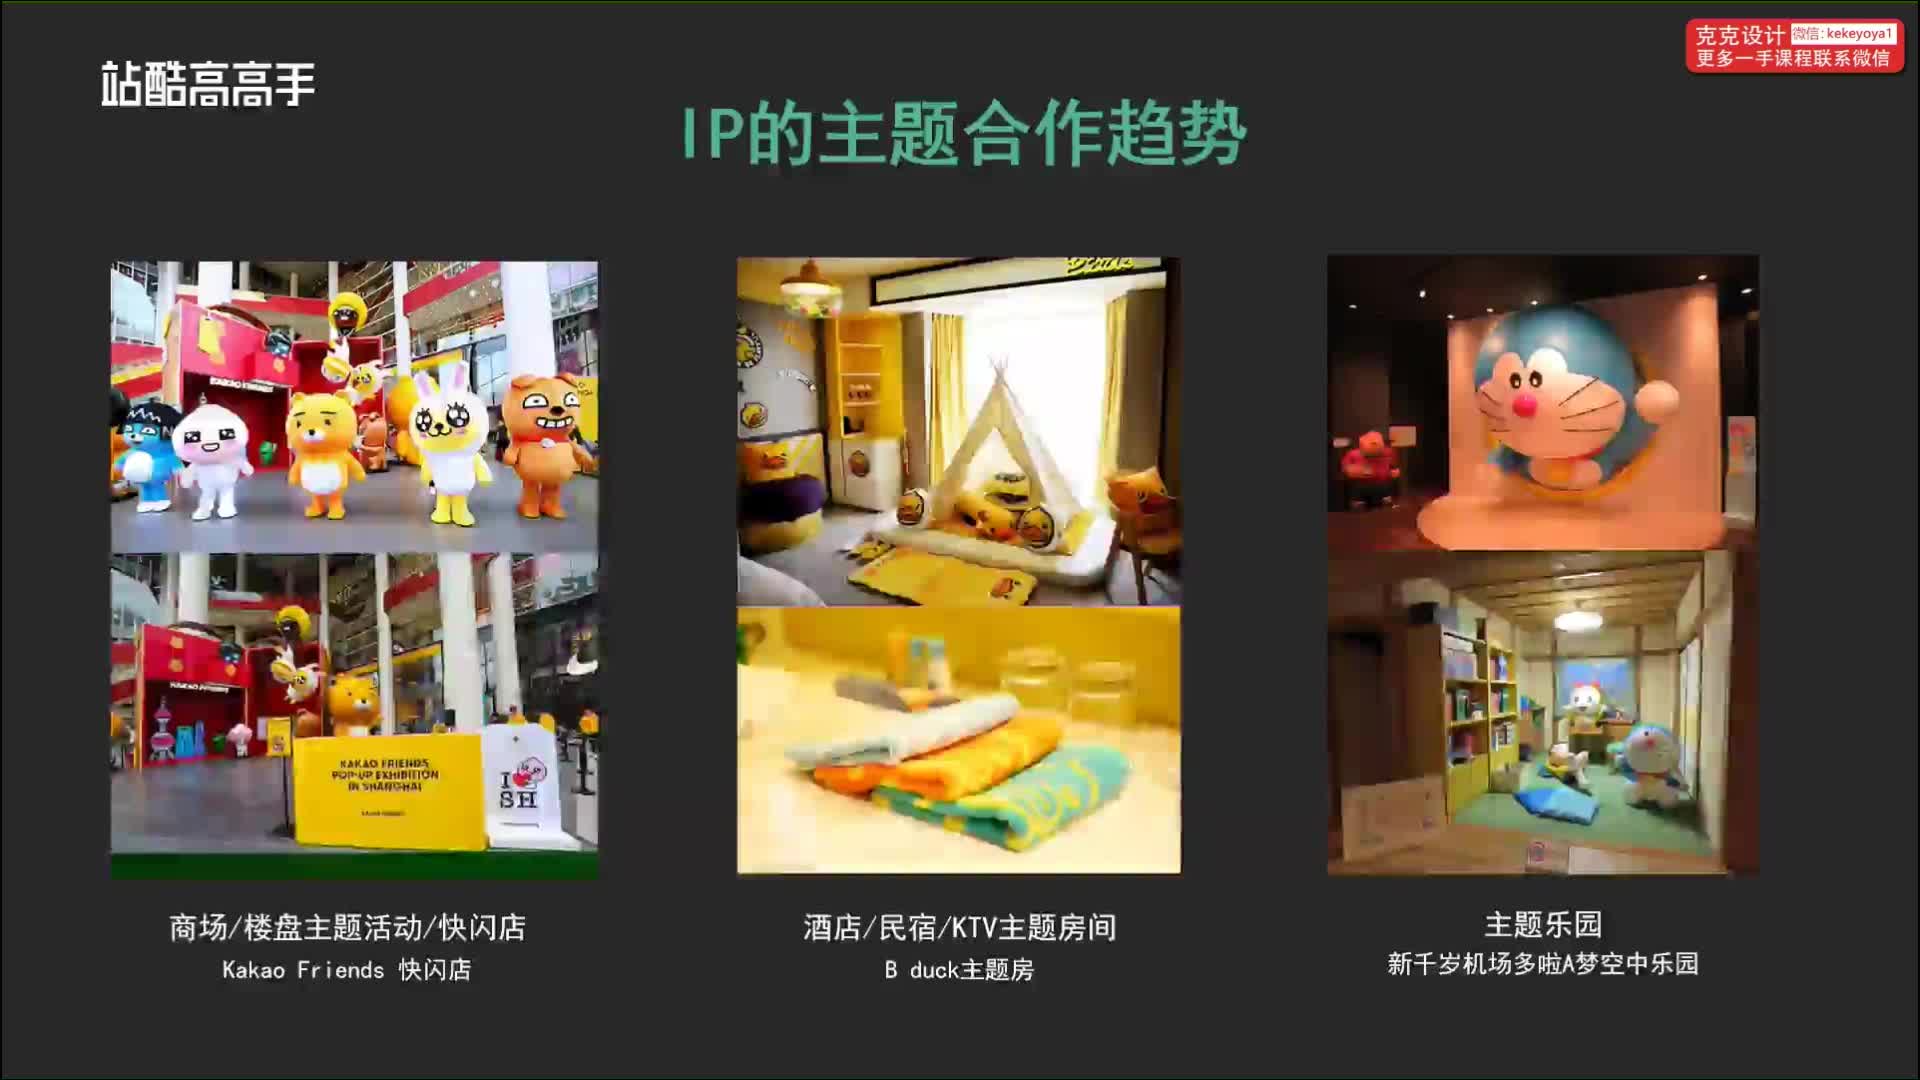 站酷高高手
克克设计 微信: kekeyoya1
更多一手课程联系微信
IP的主题合作趋势
KAKAO FRIENDS
KAKAO FRIENDS
KAKAO FRIENDS
POP-UP EXHIBITION
IN SHANGHAI
I
SH
商场/楼盘主题活动/快闪店
Kakao Friends 快闪店
酒店/民宿/KTV主题房间
B duck主题房
主题乐园
新千岁机场多啦A梦空中乐园